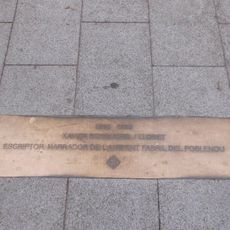 XAVIER BENGUEREL I LLOBET
ESCRIPTOR. NARRADOR DE L'AMBIENT FABRIL DEL POBLENOU